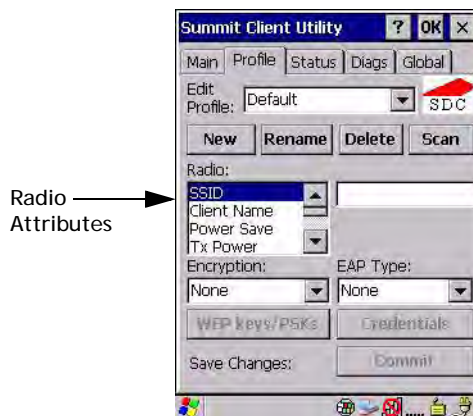 Summit Client Utility ? OK ×
Main Profile Status Diags Global
Edit
Profile: Default
SDC
New Rename Delete Scan
Radio:
Radio
Attributes
SSID
Client Name
Power Save
Tx Power
Encryption: EAP Type:
None None
WEP keys/PSKs Credentials
Save Changes: Commit